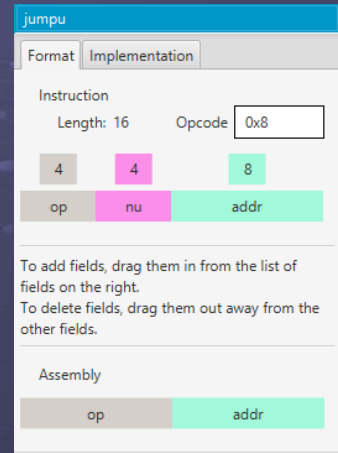 jumpu
Format Implementation
Instruction
Length: 16 Opcode 0x8
4 4 8
op nu addr
To add fields, drag them in from the list of
fields on the right.
To delete fields, drag them out away from the
other fields.
Assembly
op addr